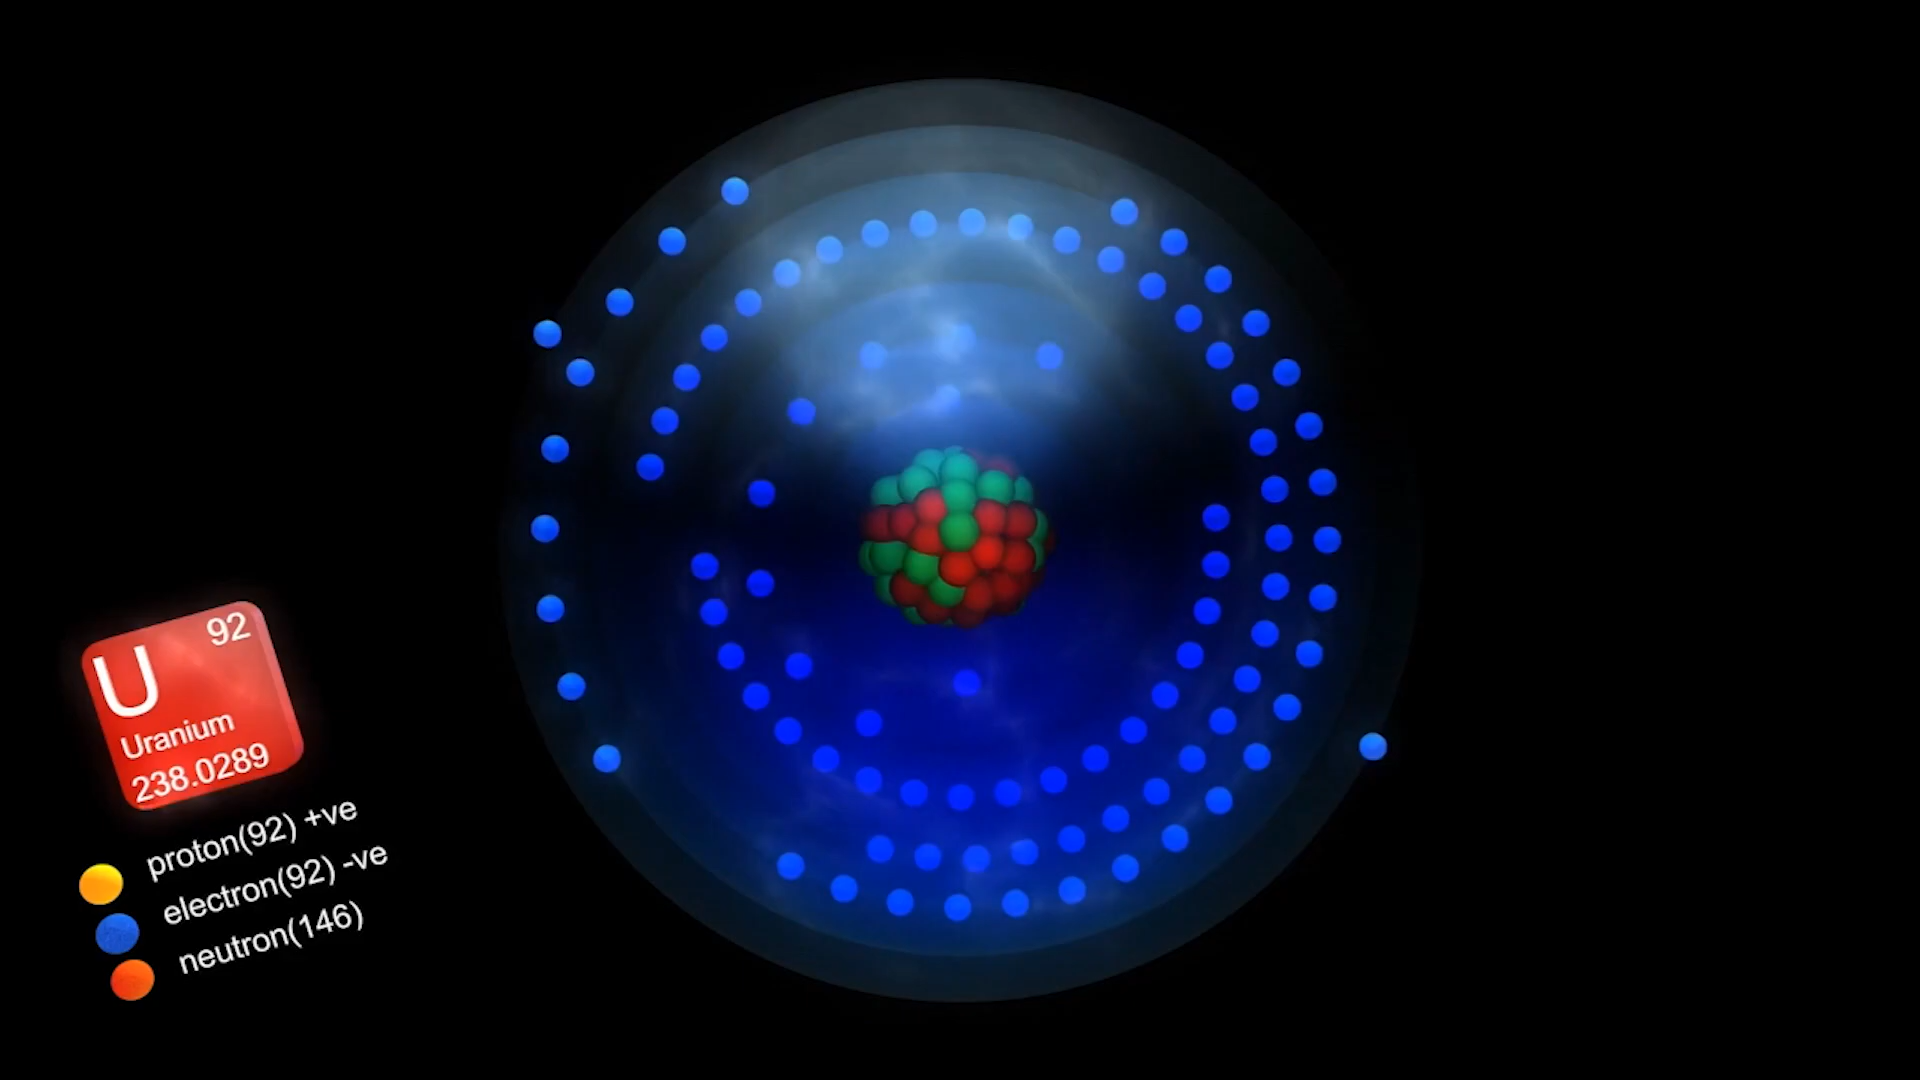 92
U
Uranium
238.0289
proton(92) +ve
electron(92) -ve
neutron(146)